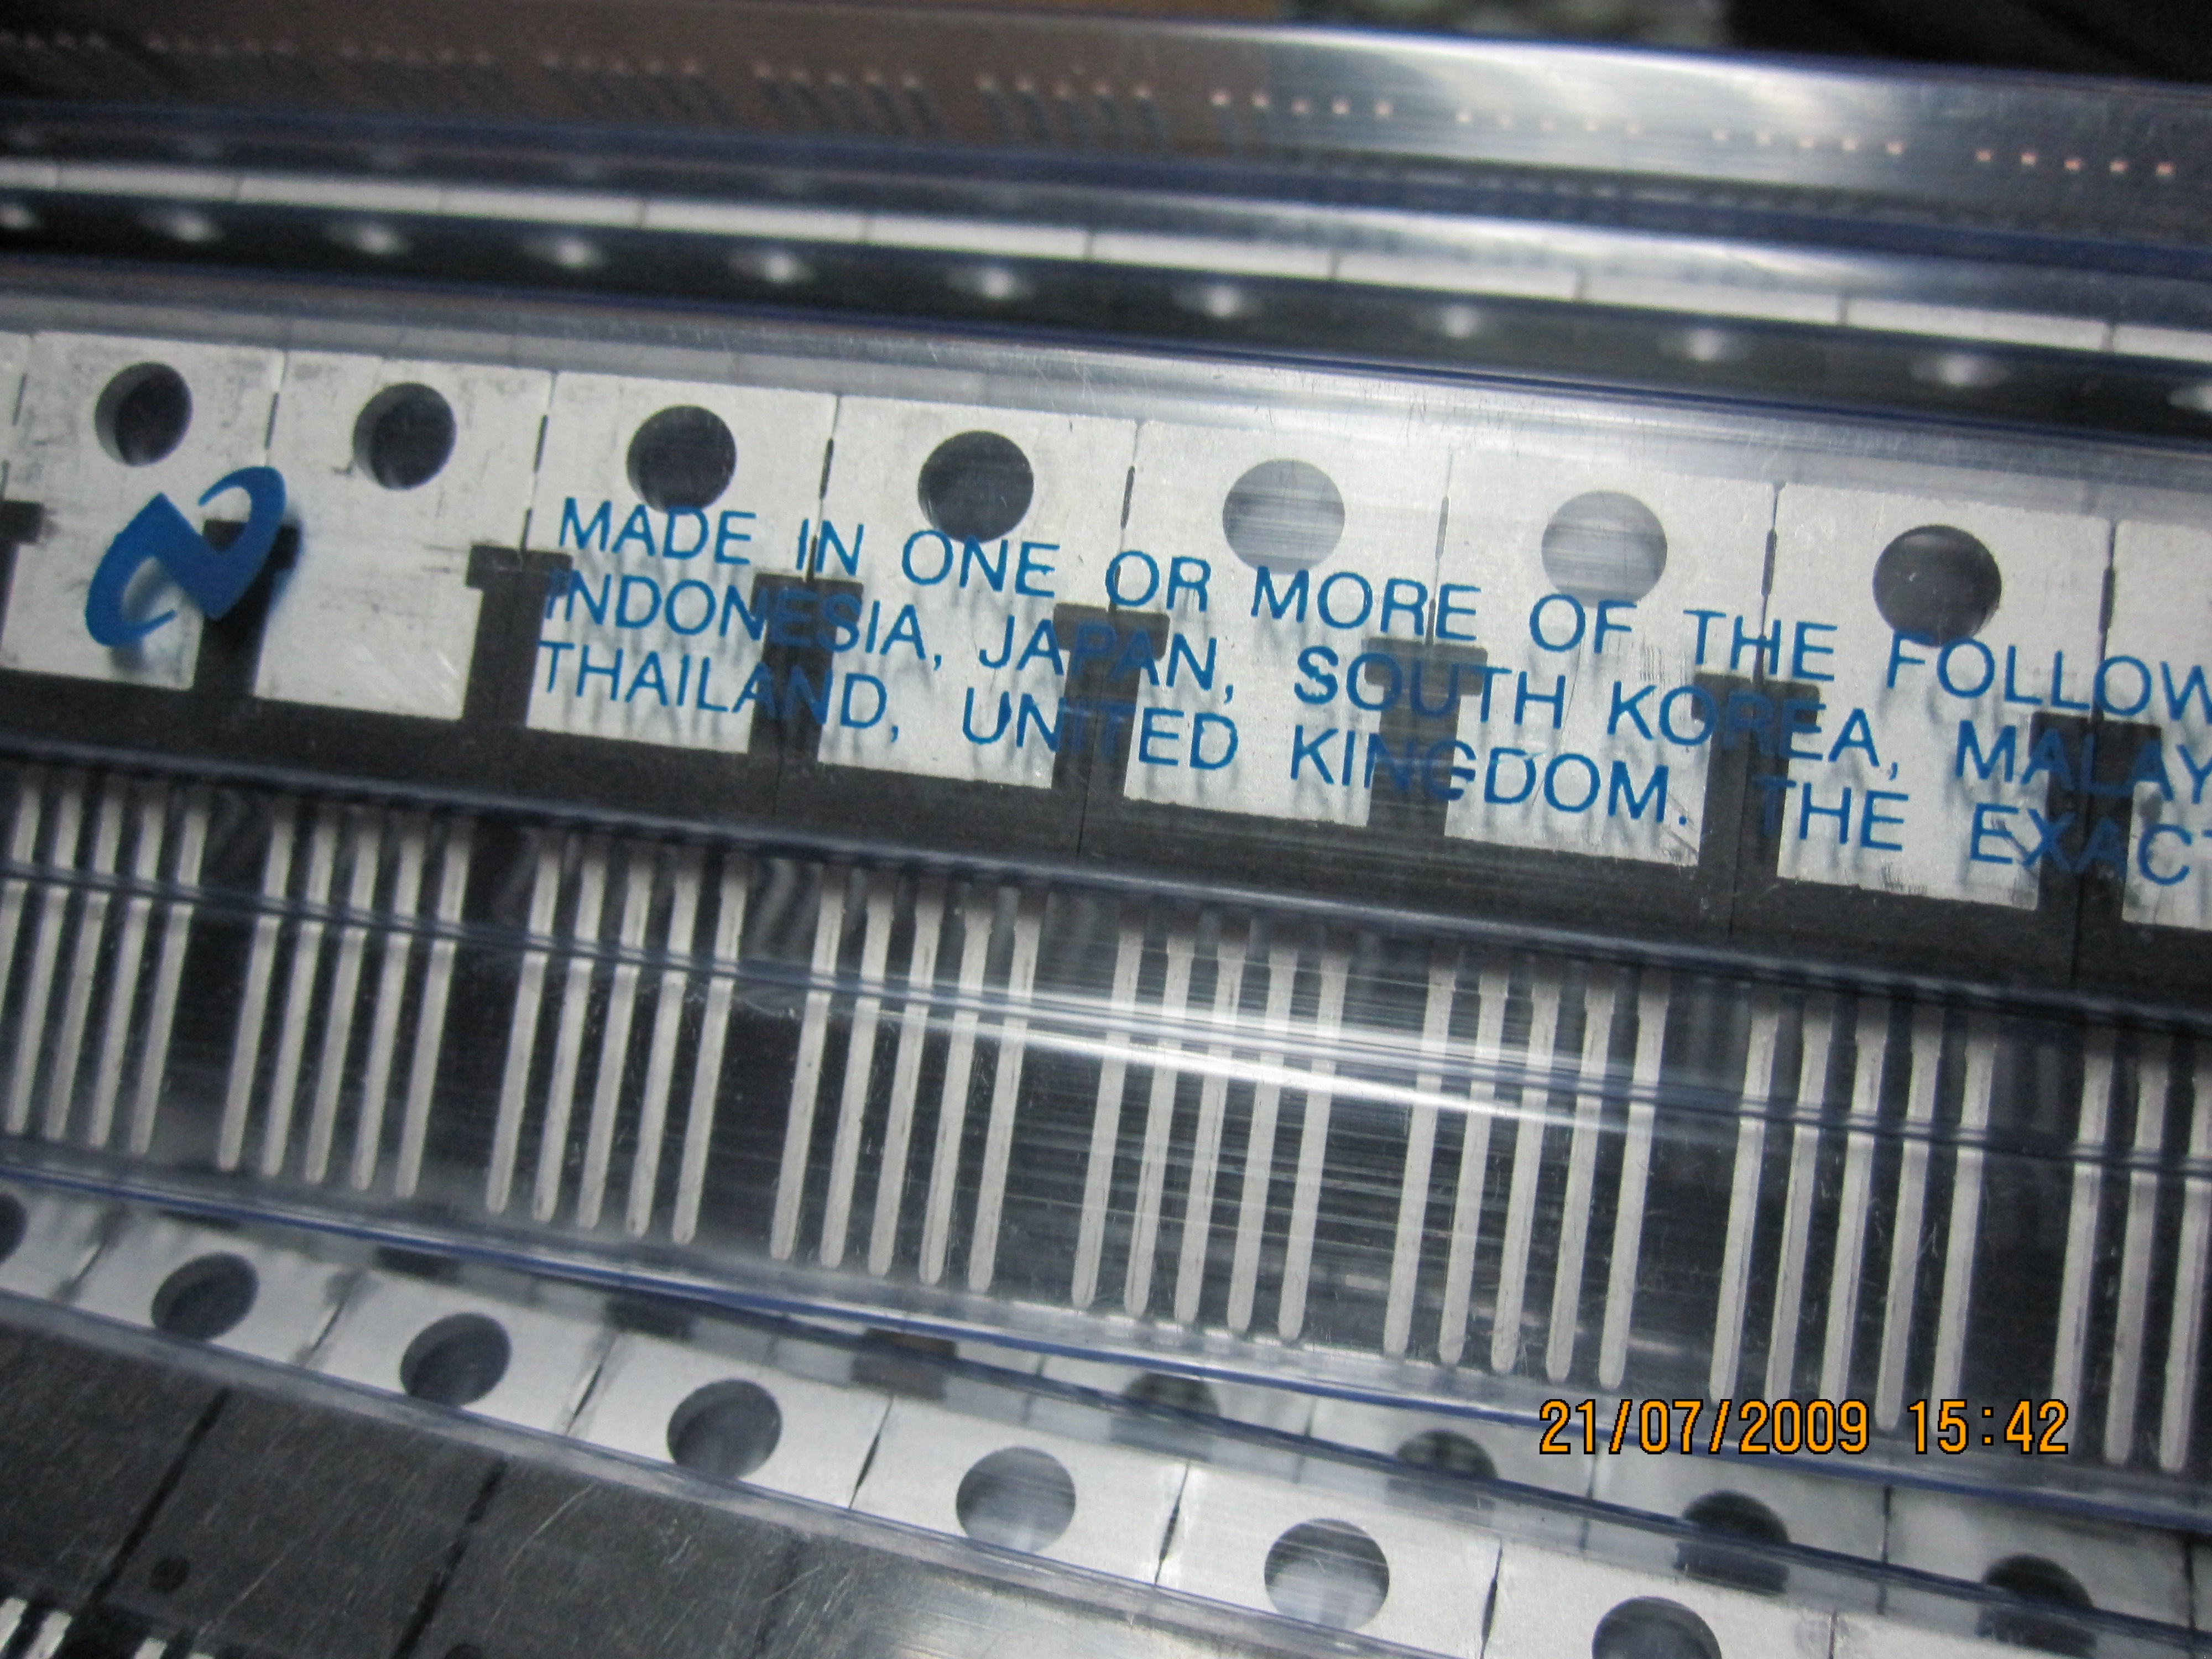 MADE IN ONE OR MORE OF THE FOLLOW
INDONESIA, JAPAN, SOUTH KOREA, MALAY
THAILAND, UNITED KINGDOM. THE EXACT
21/07/2009 15:42